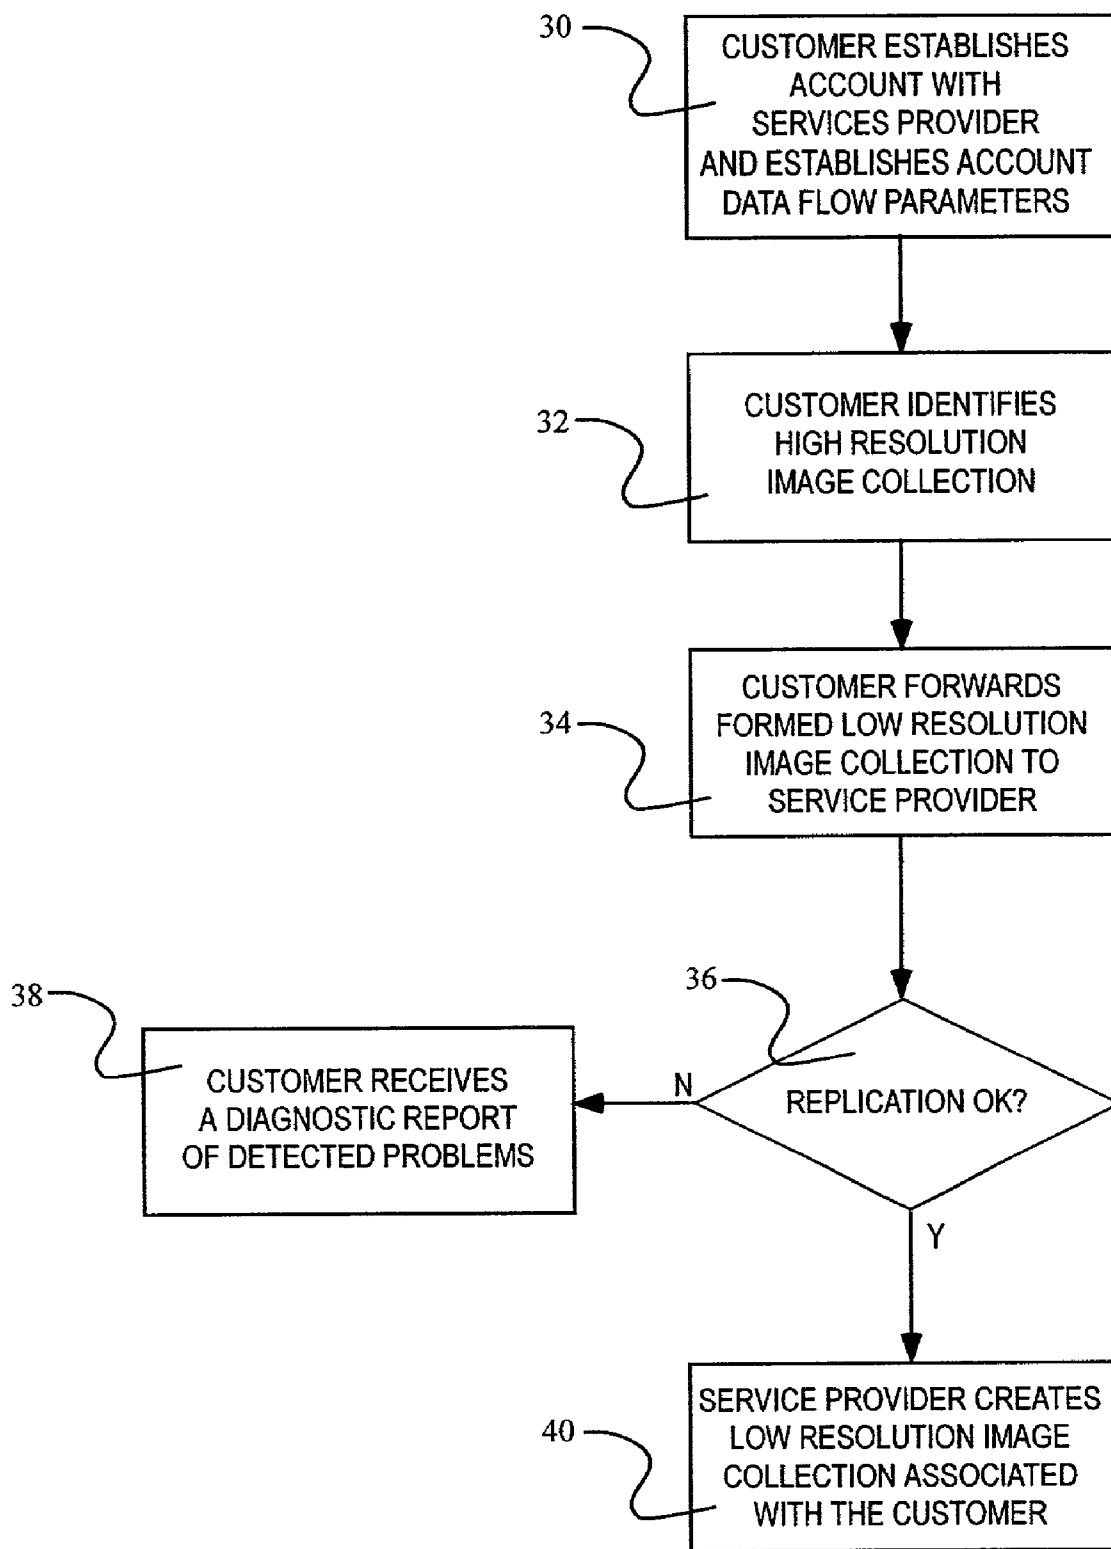 30
CUSTOMER ESTABLISHES
ACCOUNT WITH
SERVICES PROVIDER
AND ESTABLISHES ACCOUNT
DATA FLOW PARAMETERS
32
CUSTOMER IDENTIFIES
HIGH RESOLUTION
IMAGE COLLECTION
34
CUSTOMER FORWARDS
FORMED LOW RESOLUTION
IMAGE COLLECTION TO
SERVICE PROVIDER
36
REPLICATION OK?
N
Y
38
CUSTOMER RECEIVES
A DIAGNOSTIC REPORT
OF DETECTED PROBLEMS
40
SERVICE PROVIDER CREATES
LOW RESOLUTION IMAGE
COLLECTION ASSOCIATED
WITH THE CUSTOMER